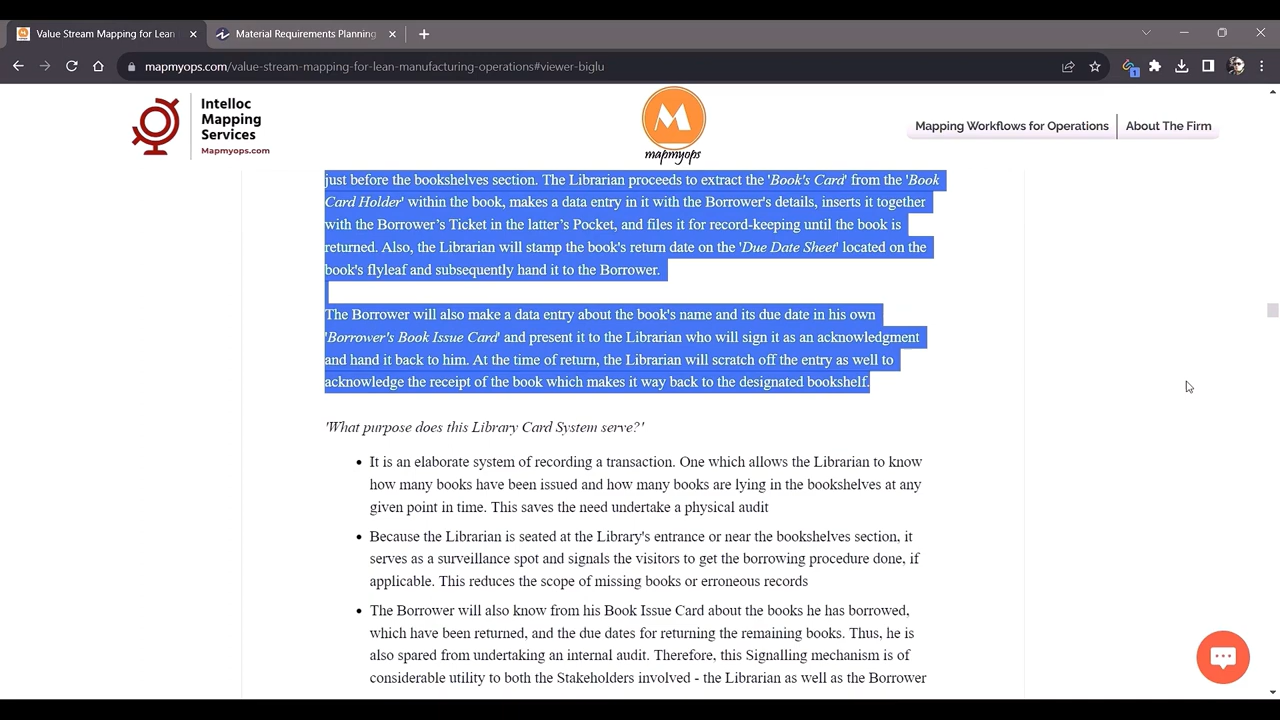 Value Stream Mapping for Lean
Material Requirements Planning
mapmyops.com/value-stream-mapping-for-lean-manufacturing-operations#viewer-biglu
1
Intelloc
Mapping
Services
Mapmyops.com
M
mapmyops
Mapping Workflows for Operations
About The Firm
just before the bookshelves section. The Librarian proceeds to extract the 'Book's Card' from the 'Book
Card Holder' within the book, makes a data entry in it with the Borrower's details, inserts it together
with the Borrower’s Ticket in the latter’s Pocket, and files it for record-keeping until the book is
returned. Also, the Librarian will stamp the book's return date on the 'Due Date Sheet' located on the
book's flyleaf and subsequently hand it to the Borrower.
The Borrower will also make a data entry about the book's name and its due date in his own
'Borrower's Book Issue Card' and present it to the Librarian who will sign it as an acknowledgment
and hand it back to him. At the time of return, the Librarian will scratch off the entry as well to
acknowledge the receipt of the book which makes it way back to the designated bookshelf.
'What purpose does this Library Card System serve?'
• It is an elaborate system of recording a transaction. One which allows the Librarian to know
how many books have been issued and how many books are lying in the bookshelves at any
given point in time. This saves the need undertake a physical audit
• Because the Librarian is seated at the Library's entrance or near the bookshelves section, it
serves as a surveillance spot and signals the visitors to get the borrowing procedure done, if
applicable. This reduces the scope of missing books or erroneous records
• The Borrower will also know from his Book Issue Card about the books he has borrowed,
which have been returned, and the due dates for returning the remaining books. Thus, he is
also spared from undertaking an internal audit. Therefore, this Signalling mechanism is of
considerable utility to both the Stakeholders involved - the Librarian as well as the Borrower